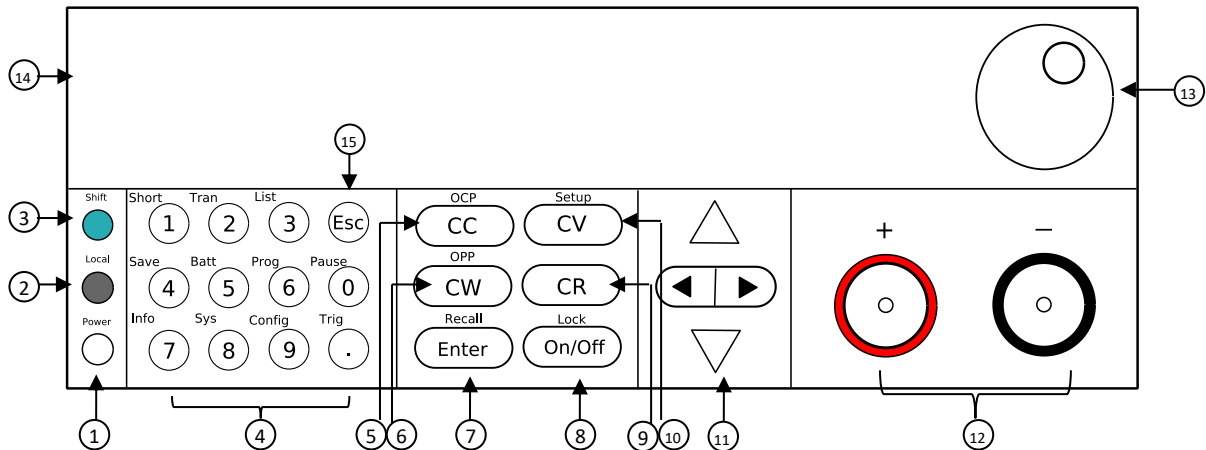 14
13
15
Shift
Short Tran List
OCP Setup
3
1 2 3 Esc
CC CV
+ −
Local
Save Batt Prog Pause
OPP
2
4 5 6 0
CW CR
Power
Info Sys Config Trig
Recall Lock
7 8 9 .
Enter On/Off
1 4 5 6 7 8 9 10 11 12